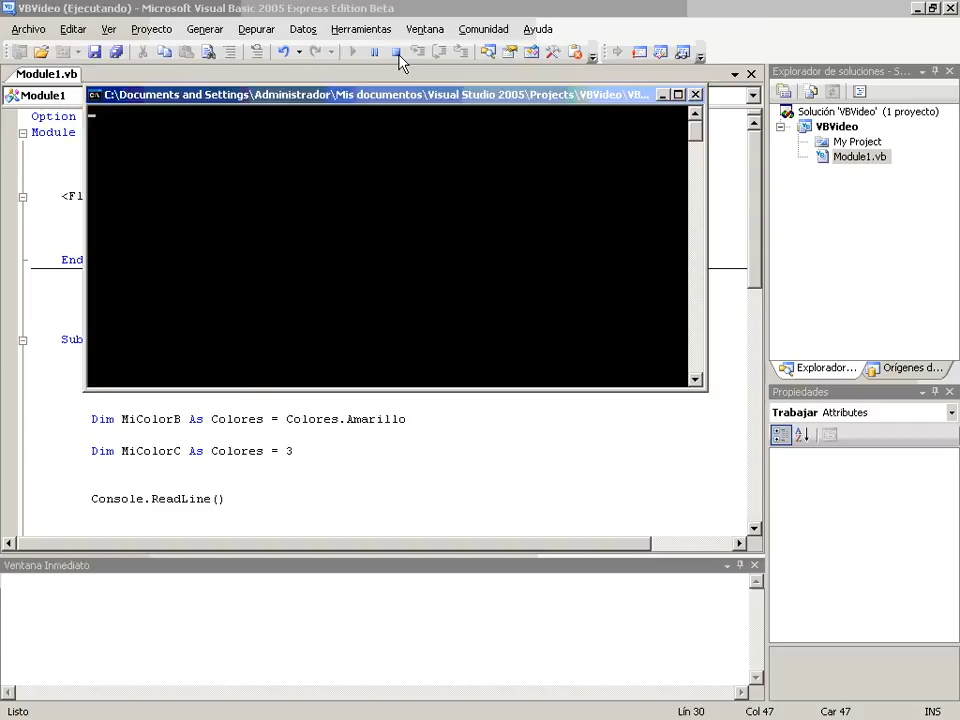 VBVideo (Ejecutando) - Microsoft Visual Basic 2005 Express Edition Beta
Archivo Editar Ver Proyecto Generar Depurar Datos Herramientas Ventana Comunidad Ayuda
Module1.vb
Explorador de soluciones - S...
Module1
C:\Documents and Settings\Administrador\Mis documentos\Visual Studio 2005\Projects\VBVideo\VB...
Solución 'VBVideo' (1 proyecto)
VBVideo
My Project
Module1.vb
Option
Module
<Fl
End
Sub
Explorador... Orígenes d...
Propiedades
Trabajar Attributes
Dim MiColorB As Colores = Colores.Amarillo
Dim MiColorC As Colores = 3
Console.ReadLine()
Ventana Inmediato
Listo Lín 30 Col 47 Car 47 INS